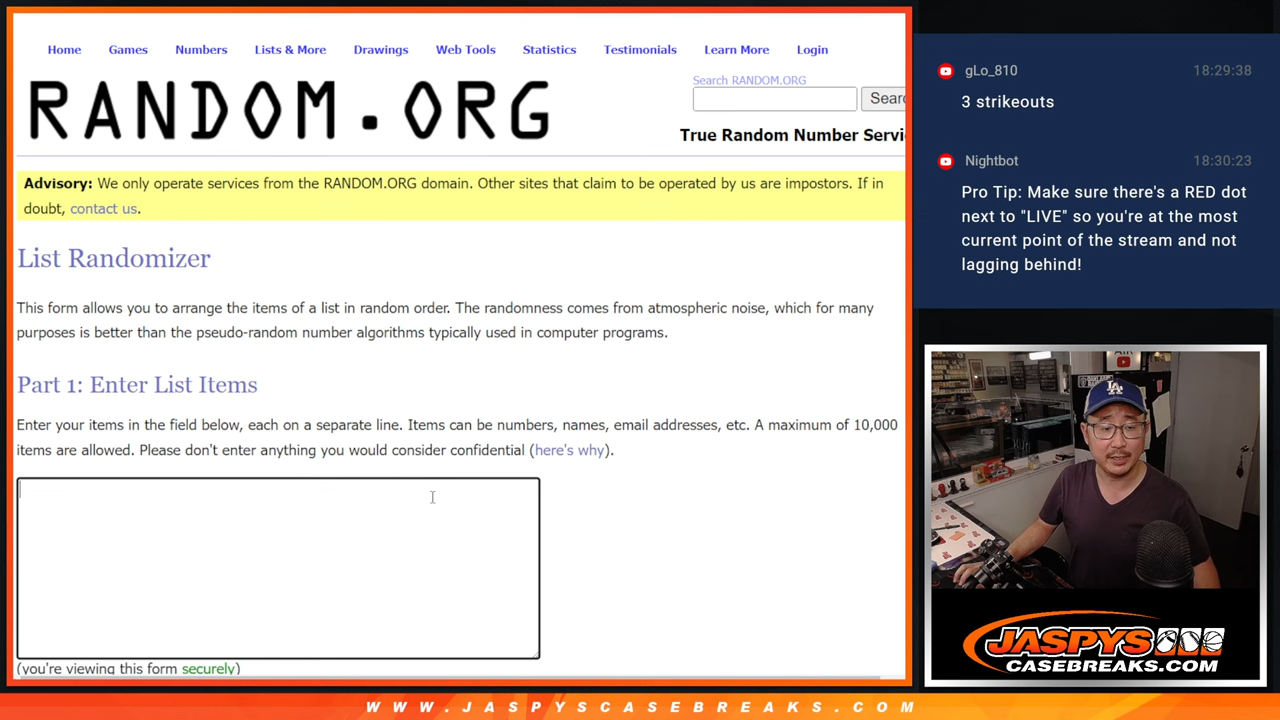 Home Games Numbers Lists & More Drawings Web Tools Statistics Testimonials Learn More Login
RANDOM.ORG
Search RANDOM.ORG
Searc
True Random Number Servi
Advisory: We only operate services from the RANDOM.ORG domain. Other sites that claim to be operated by us are impostors. If in
doubt, contact us.
List Randomizer
This form allows you to arrange the items of a list in random order. The randomness comes from atmospheric noise, which for many
purposes is better than the pseudo-random number algorithms typically used in computer programs.
Part 1: Enter List Items
Enter your items in the field below, each on a separate line. Items can be numbers, names, email addresses, etc. A maximum of 10,000
items are allowed. Please don't enter anything you would consider confidential (here's why).
(you're viewing this form securely)
gLo_810 18:29:38
3 strikeouts
Nightbot 18:30:23
Pro Tip: Make sure there's a RED dot
next to "LIVE" so you're at the most
current point of the stream and not
lagging behind!
LA
JASPYS
CASEBREAKS.COM
WWW.JASPYSCASEBREAKS.COM